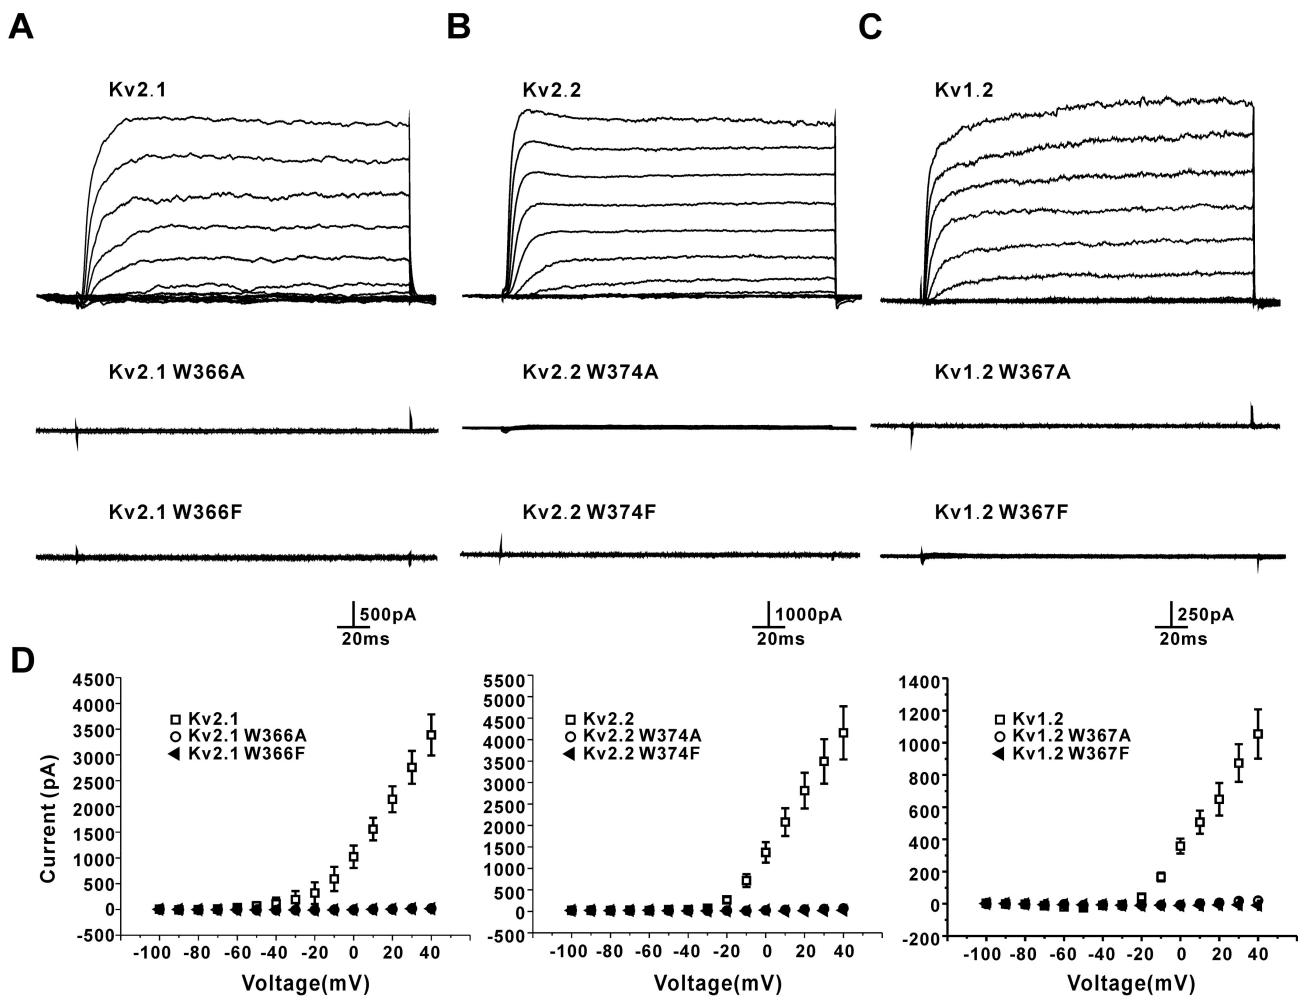 A B C
Kv2.1 Kv2.2 Kv1.2
Kv2.1 W366A Kv2.2 W374A Kv1.2 W367A
Kv2.1 W366F Kv2.2 W374F Kv1.2 W367F
500pA 1000pA 250pA
20ms 20ms 20ms
D
Current (pA)
4500
4000
3500
3000
2500
2000
1500
1000
500
0
-500
Kv2.1
Kv2.1 W366A
Kv2.1 W366F
-100 -80 -60 -40 -20 0 20 40
Voltage(mV)
5500
5000
4500
4000
3500
3000
2500
2000
1500
1000
500
0
-500
Kv2.2
Kv2.2 W374A
Kv2.2 W374F
-100 -80 -60 -40 -20 0 20 40
Voltage(mV)
1400
1200
1000
800
600
400
200
0
-200
Kv1.2
Kv1.2 W367A
Kv1.2 W367F
-100 -80 -60 -40 -20 0 20 40
Voltage(mV)